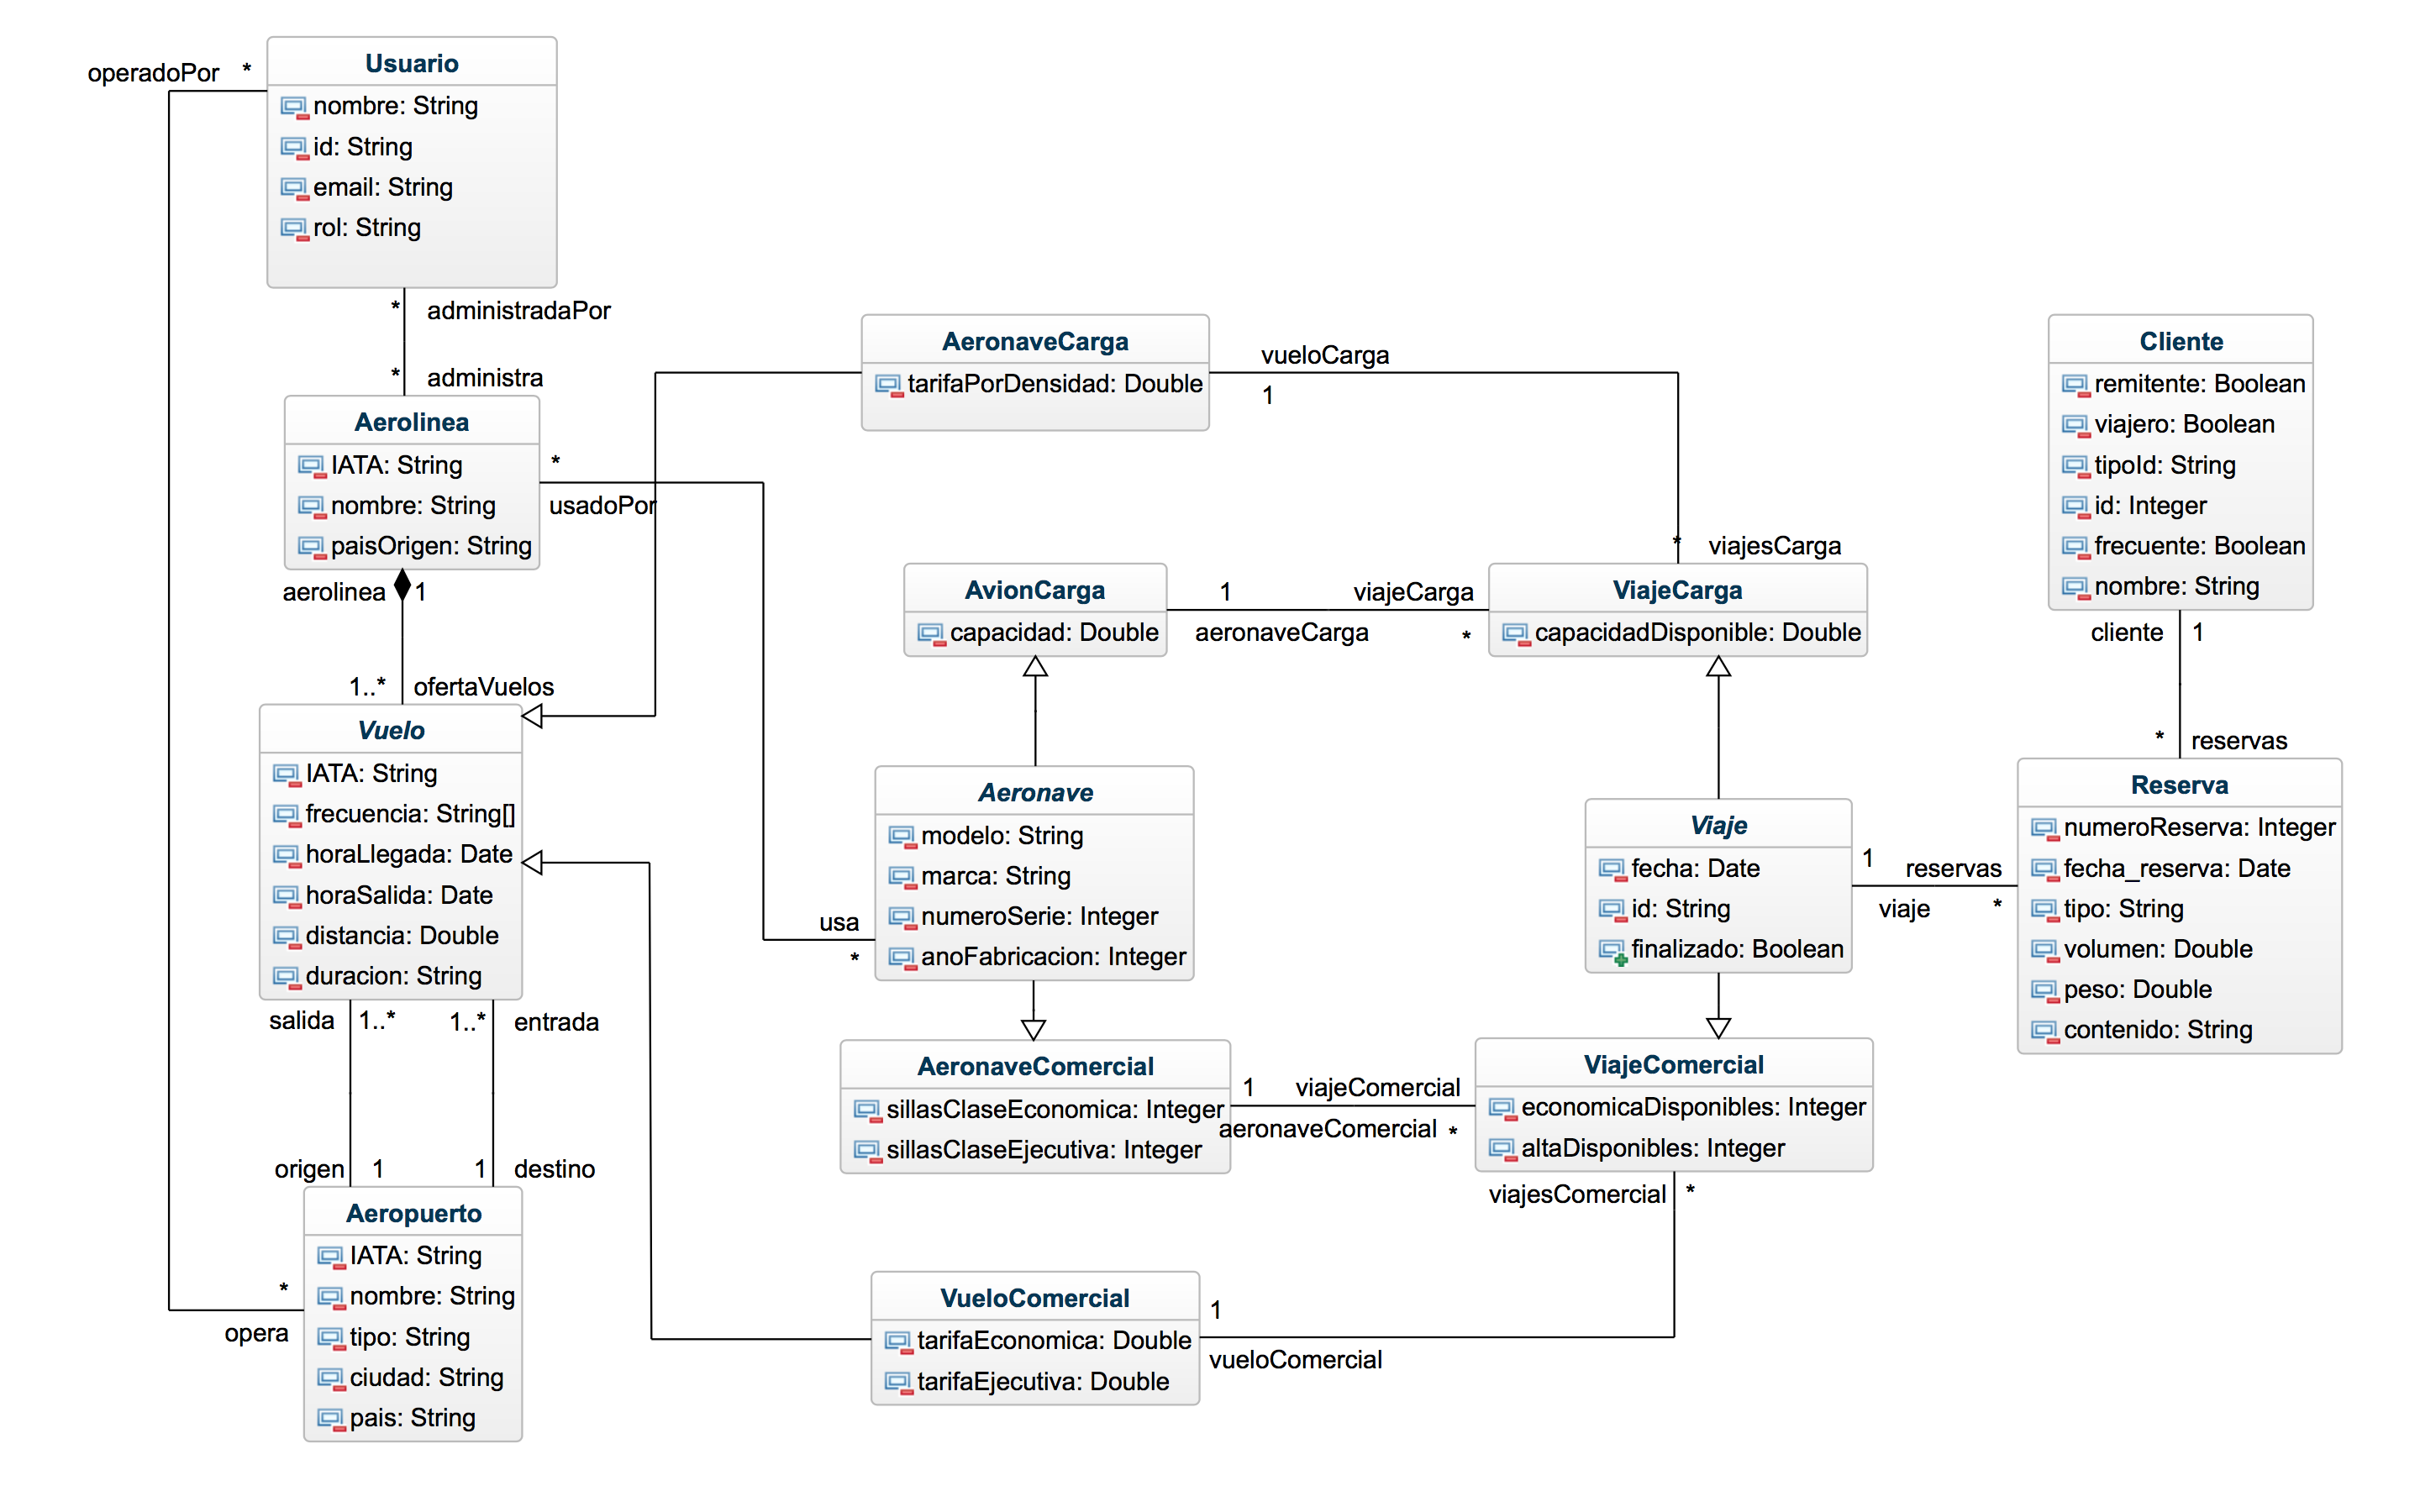 operadoPor *
Usuario
nombre: String
id: String
email: String
rol: String
* administradaPor
* administra
Aerolinea
IATA: String
nombre: String
paisOrigen: String
*
usadoPor
aerolinea 1
1..* ofertaVuelos
Vuelo
IATA: String
frecuencia: String[]
horaLlegada: Date
horaSalida: Date
distancia: Double
duracion: String
salida 1..*
1..* entrada
origen 1
1 destino
Aeropuerto
IATA: String
nombre: String
tipo: String
ciudad: String
pais: String
*
opera
AeronaveCarga
tarifaPorDensidad: Double
vueloCarga
1
* viajesCarga
AvionCarga
capacidad: Double
1 viajeCarga
aeronaveCarga *
ViajeCarga
capacidadDisponible: Double
Aeronave
modelo: String
marca: String
numeroSerie: Integer
anoFabricacion: Integer
usa
*
AeronaveComercial
sillasClaseEconomica: Integer
sillasClaseEjecutiva: Integer
1 viajeComercial
aeronaveComercial *
Viaje
fecha: Date
id: String
finalizado: Boolean
1 reservas
viaje *
ViajeComercial
economicaDisponibles: Integer
altaDisponibles: Integer
viajesComercial *
VueloComercial
tarifaEconomica: Double
tarifaEjecutiva: Double
1
vueloComercial
Cliente
remitente: Boolean
viajero: Boolean
tipoId: String
id: Integer
frecuente: Boolean
nombre: String
cliente 1
* reservas
Reserva
numeroReserva: Integer
fecha_reserva: Date
tipo: String
volumen: Double
peso: Double
contenido: String